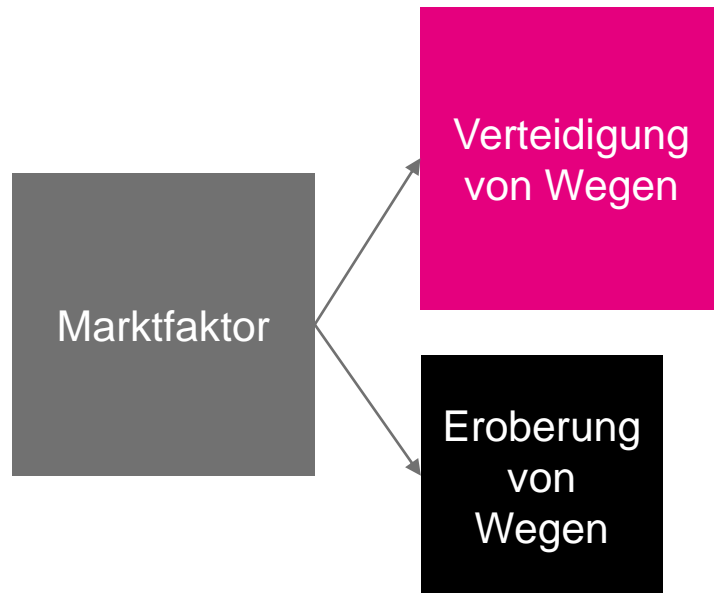 Marktfaktor
Verteidigung
von Wegen
Eroberung
von
Wegen